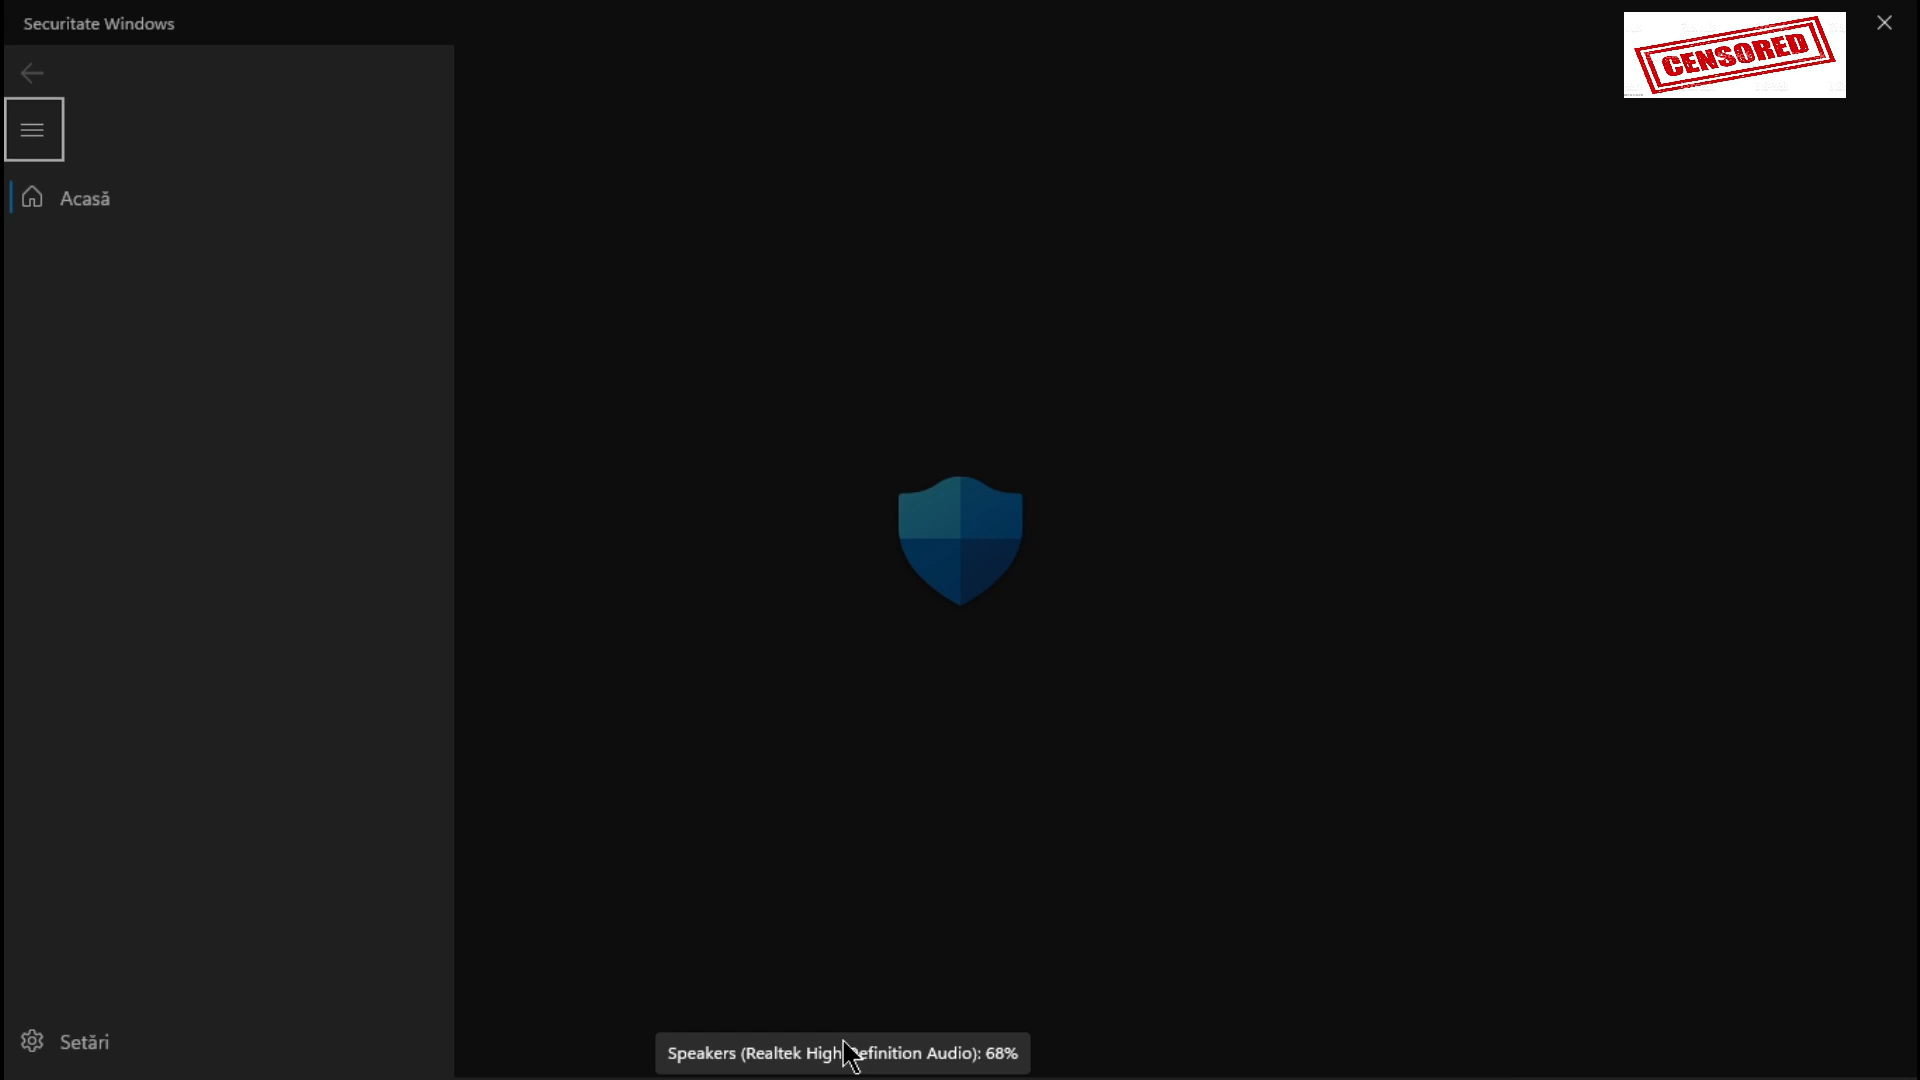 Securitate Windows
CENSORED
Acasă
Setări
Speakers (Realtek High Definition Audio): 68%